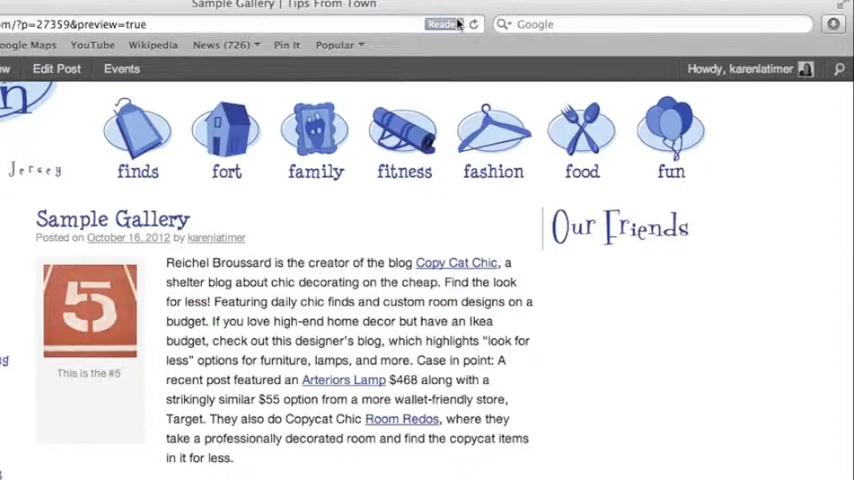 Sample Gallery | Tips From Town
om/?p=27359&preview=true
Reade
Google
oogle Maps YouTube Wikipedia News (726) Pin It Popular
ew Edit Post Events Howdy, karenlatimer
n
Jersey
finds fort family fitness fashion food fun
Sample Gallery
Our Friends
Posted on October 16, 2012 by karenlatimer
Reichel Broussard is the creator of the blog Copy Cat Chic, a
shelter blog about chic decorating on the cheap. Find the look
for less! Featuring daily chic finds and custom room designs on a
budget. If you love high-end home decor but have an Ikea
budget, check out this designer's blog, which highlights “look for
less” options for furniture, lamps, and more. Case in point: A
recent post featured an Arteriors Lamp $468 along with a
strikingly similar $55 option from a more wallet-friendly store,
Target. They also do Copycat Chic Room Redos, where they
take a professionally decorated room and find the copycat items
in it for less.
5
This is the #5